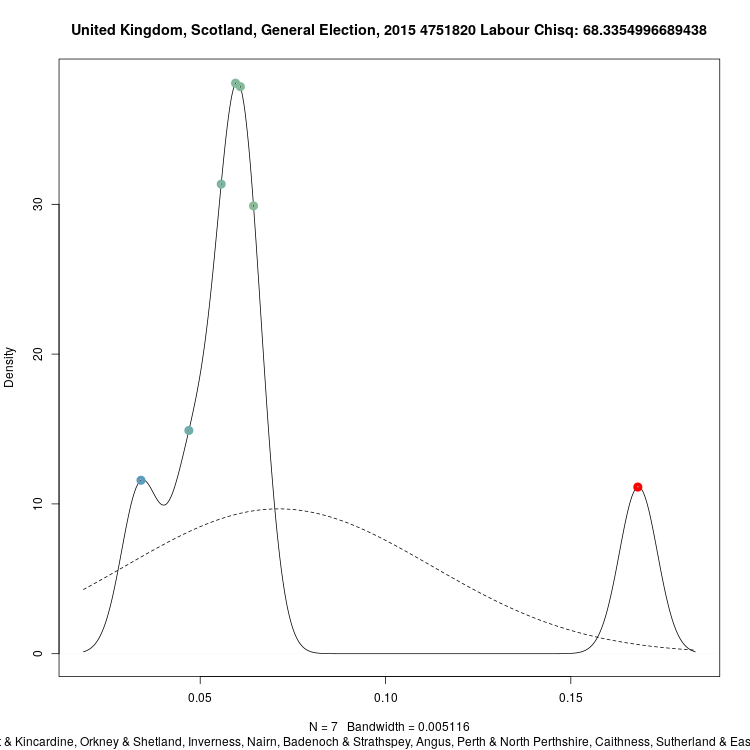 United Kingdom, Scotland, General Election, 2015 4751820 Labour Chisq: 68.3354996689438
Density
30
20
10
0
0.05 0.10 0.15
N = 7 Bandwidth = 0.005116
& Kincardine, Orkney & Shetland, Inverness, Nairn, Badenoch & Strathspey, Angus, Perth & North Perthshire, Caithness, Sutherland & Eas